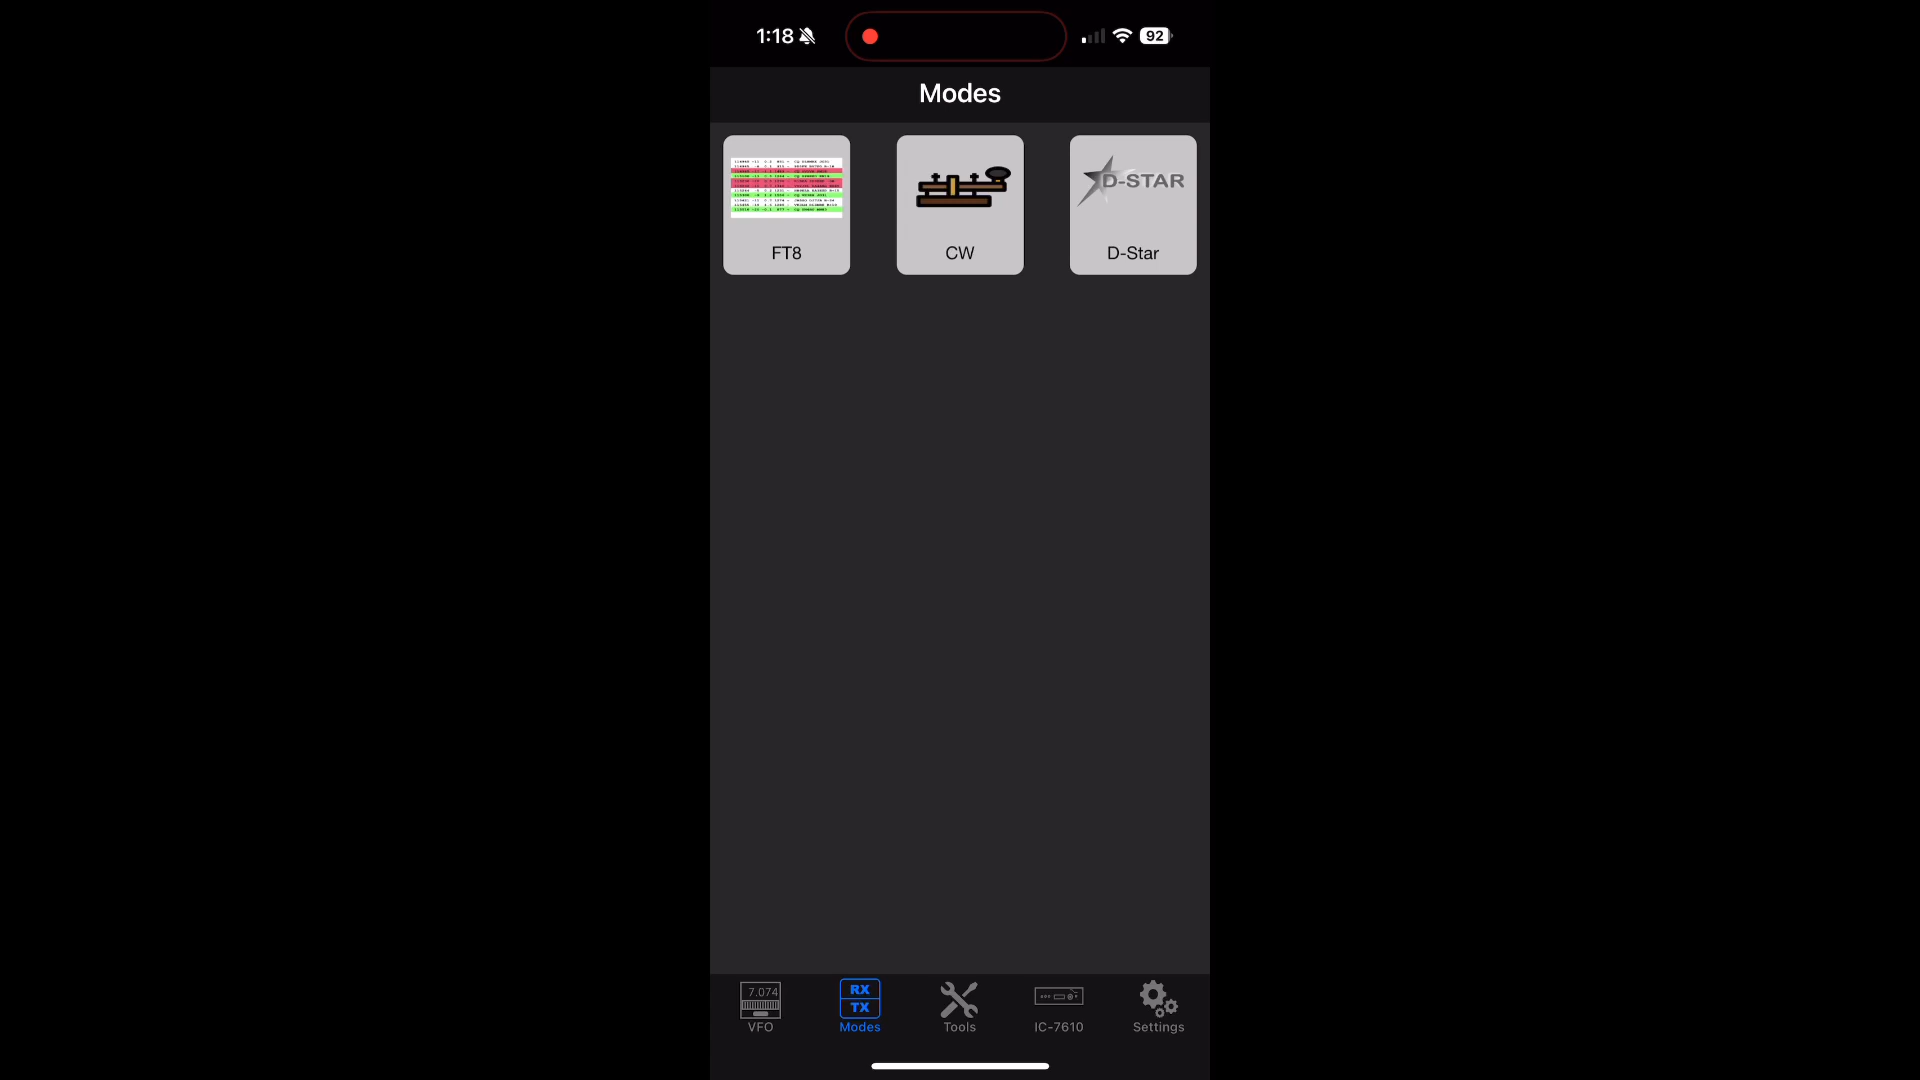 1:18
92
Modes
D-STAR
FT8
CW
D-Star
7.074
RX
TX
VFO
Modes
Tools
IC-7610
Settings